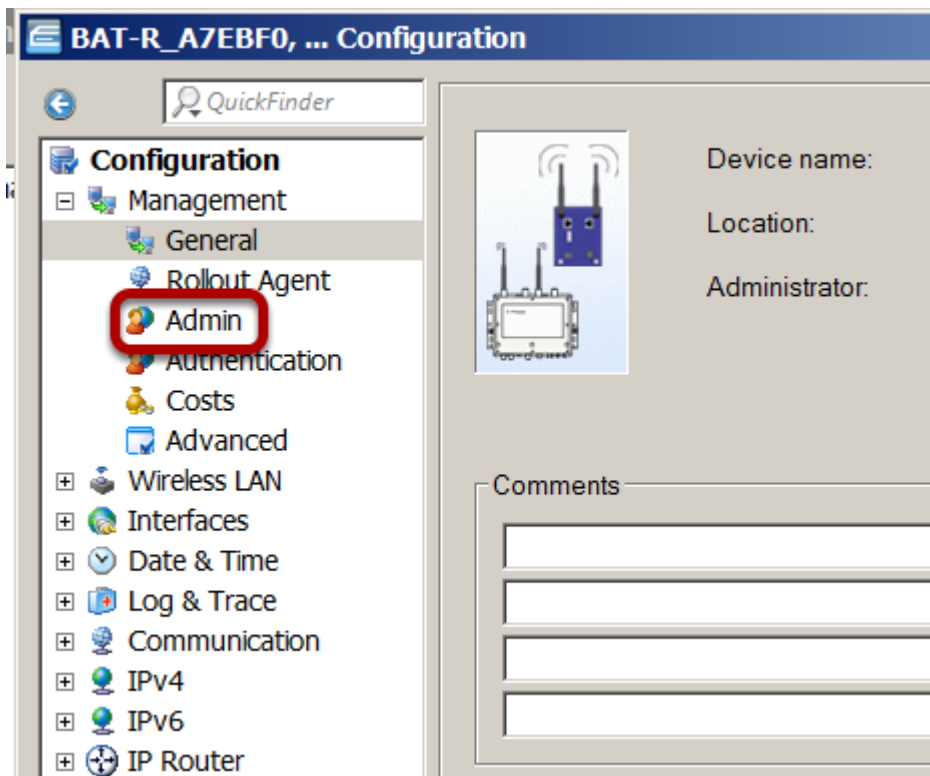 BAT-R_A7EBF0, ... Configuration
QuickFinder
Configuration
Management
General
Rollout Agent
Admin
Authentication
Costs
Advanced
Wireless LAN
Interfaces
Date & Time
Log & Trace
Communication
IPv4
IPv6
IP Router
Device name:
Location:
Administrator:
Comments